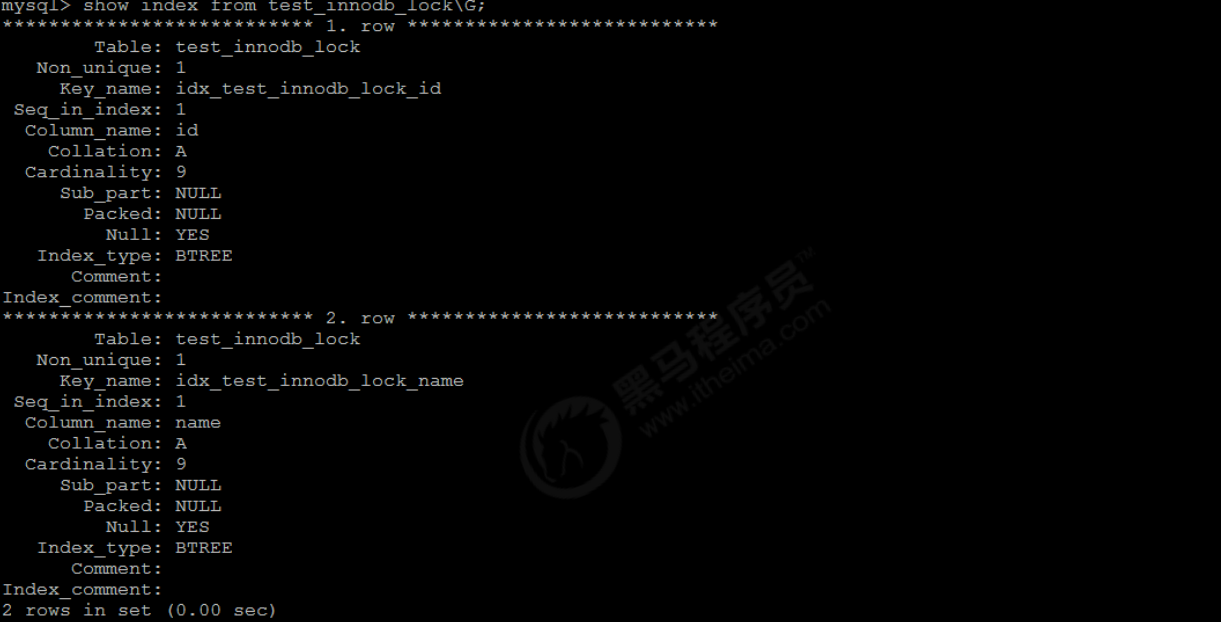 mysql> show index from test_innodb_lock\G;
*************************** 1. row ***************************
Table: test_innodb_lock
Non_unique: 1
Key_name: idx_test_innodb_lock_id
Seq_in_index: 1
Column_name: id
Collation: A
Cardinality: 9
Sub_part: NULL
Packed: NULL
Null: YES
Index_type: BTREE
Comment:
Index_comment:
*************************** 2. row ***************************
Table: test_innodb_lock
Non_unique: 1
Key_name: idx_test_innodb_lock_name
Seq_in_index: 1
Column_name: name
Collation: A
Cardinality: 9
Sub_part: NULL
Packed: NULL
Null: YES
Index_type: BTREE
Comment:
Index_comment:
2 rows in set (0.00 sec)
黑马程序员™
www.itheima.com